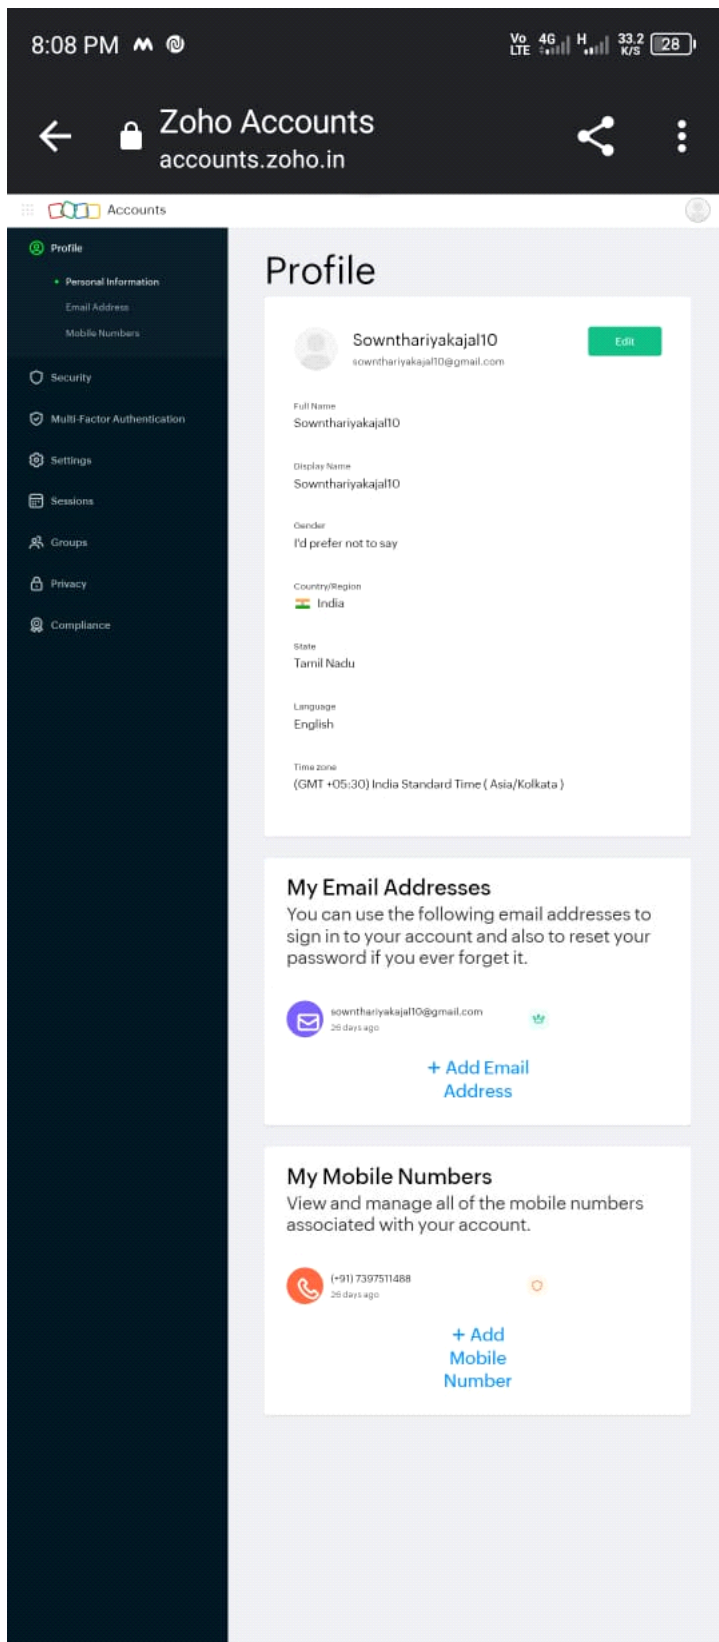 8:08 PM
Vo LTE 4G H 33.2 K/S 28
Zoho Accounts
accounts.zoho.in
Accounts
Profile
Personal Information
Email Address
Mobile Numbers
Security
Multi-Factor Authentication
Settings
Sessions
Groups
Privacy
Compliance
Profile
Sownthariyakajal10
sownthariyakajal10@gmail.com
Edit
Full Name
Sownthariyakajal10
Display Name
Sownthariyakajal10
Gender
I'd prefer not to say
Country/Region
India
State
Tamil Nadu
Language
English
Time zone
(GMT +05:30) India Standard Time ( Asia/Kolkata )
My Email Addresses
You can use the following email addresses to
sign in to your account and also to reset your
password if you ever forget it.
sownthariyakajal10@gmail.com
26 days ago
+ Add Email
Address
My Mobile Numbers
View and manage all of the mobile numbers
associated with your account.
(+91) 7397511488
26 days ago
+ Add
Mobile
Number